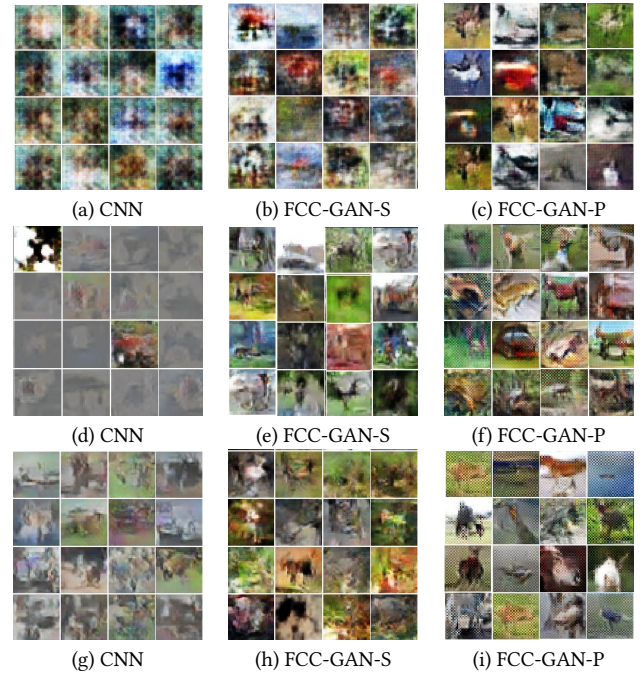 (a) CNN
(b) FCC-GAN-S
(c) FCC-GAN-P
(d) CNN
(e) FCC-GAN-S
(f) FCC-GAN-P
(g) CNN
(h) FCC-GAN-S
(i) FCC-GAN-P